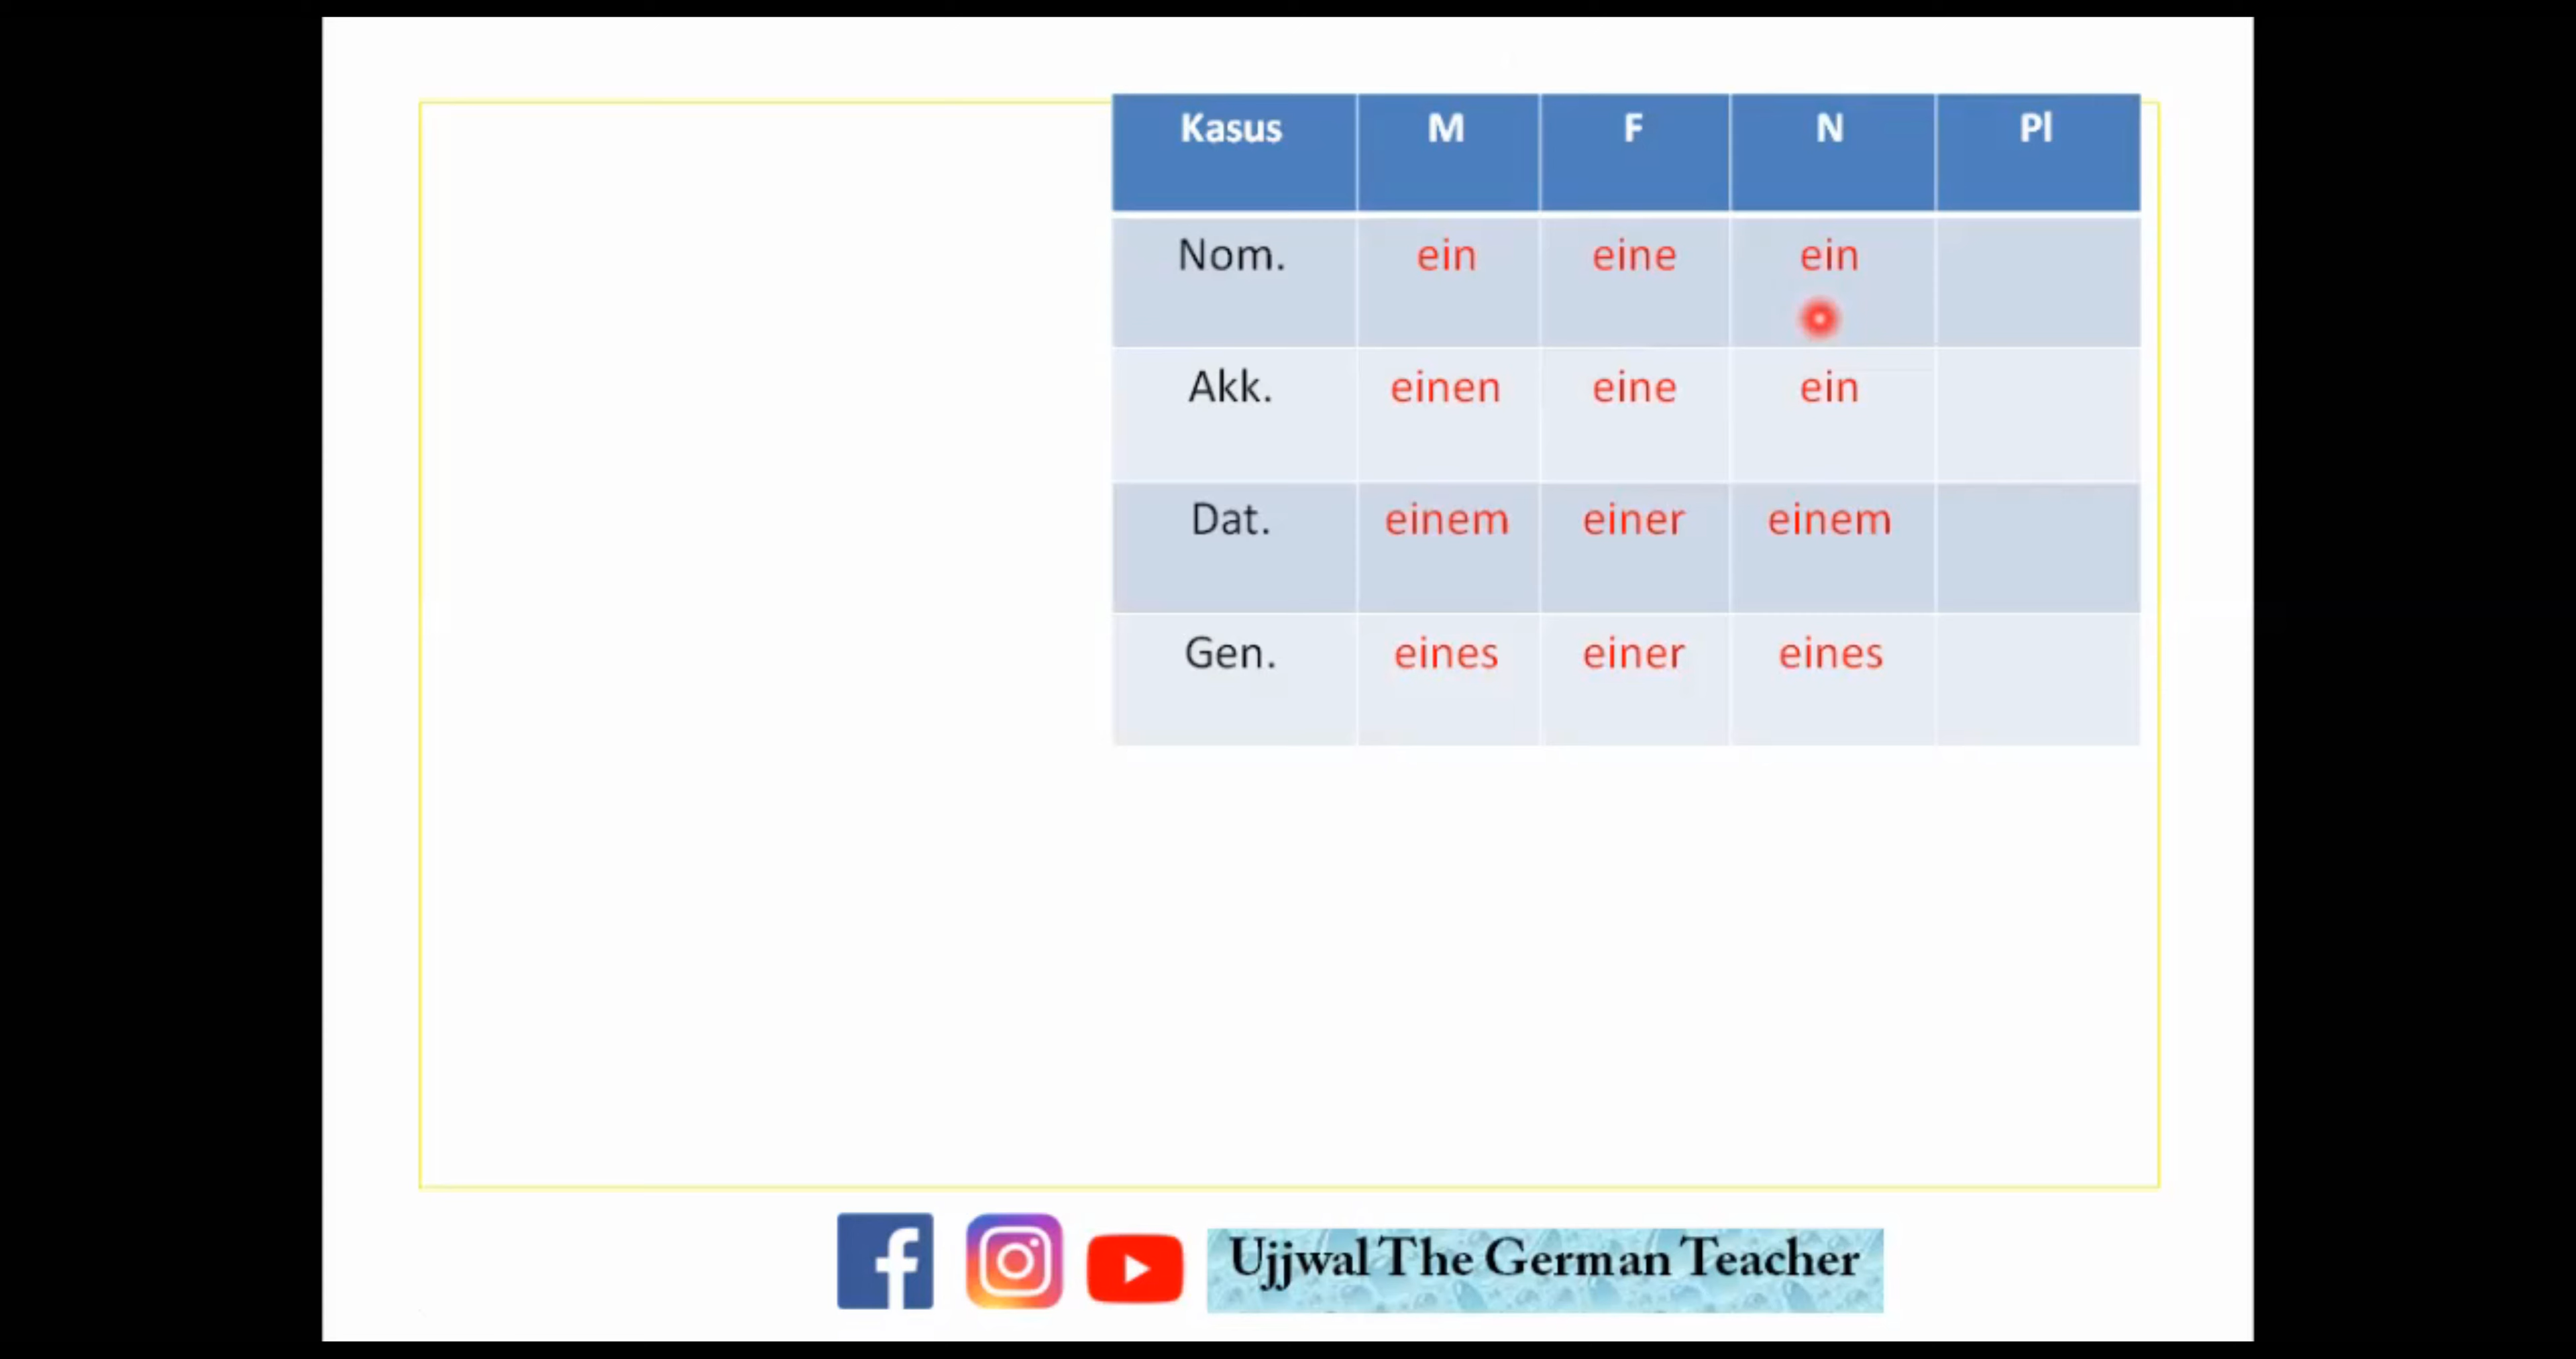 Kasus M F N Pl
Nom. ein eine ein
Akk. einen eine ein
Dat. einem einer einem
Gen. eines einer eines
Ujjwal The German Teacher